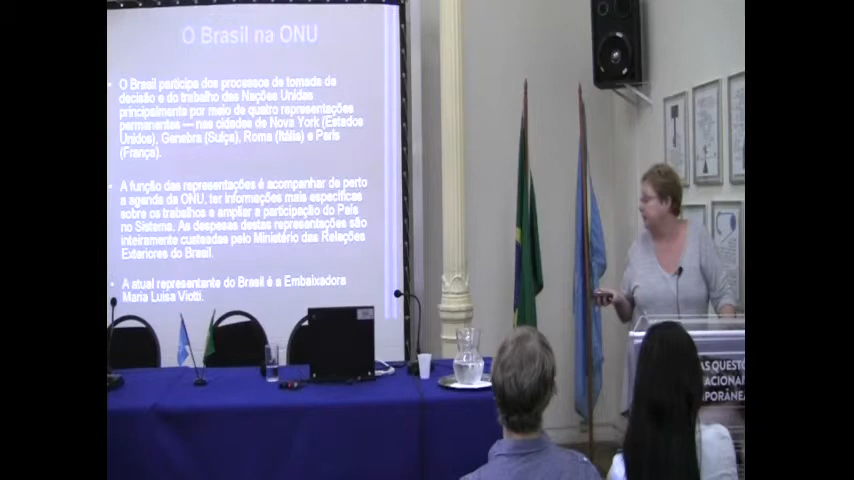 O Brasil na ONU
O Brasil participa dos processos de tomada de
decisão e do trabalho das Nações Unidas
principalmente por meio de quatro representações
permanentes — nas cidades de Nova York (Estados
Unidos), Genebra (Suíça), Roma (Itália) e Paris
(França).
A função das representações é acompanhar de perto
a agenda da ONU, ter informações mais específicas
sobre os trabalhos e ampliar a participação do País
no Sistema. As despesas destas representações são
inteiramente custeadas pelo Ministério das Relações
Exteriores do Brasil.
A atual representante do Brasil é a Embaixadora
Maria Luisa Viotti.
AS QUESTÕ
NACIONAI
MPORÂNEA